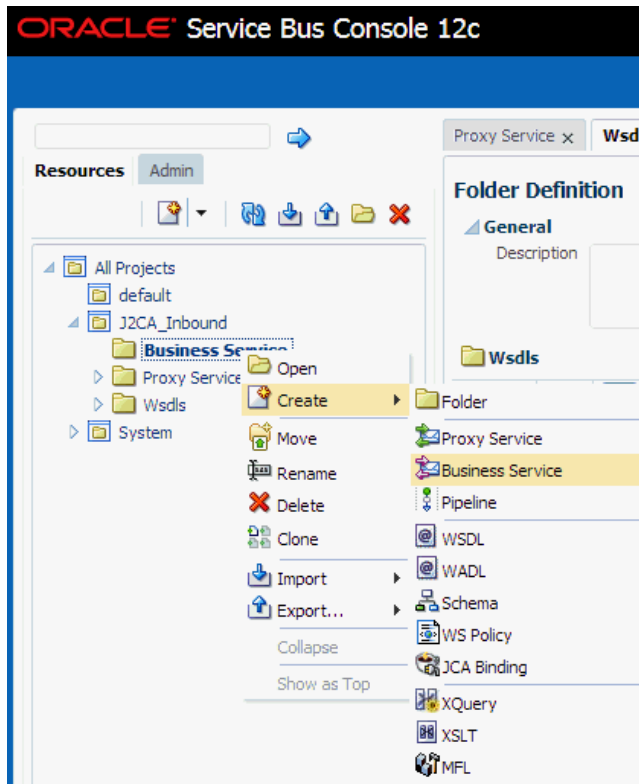 ORACLE Service Bus Console 12c
Resources Admin
All Projects
default
J2CA_Inbound
Business Service
Proxy Service
Wsdls
System
Proxy Service x Wsd
Folder Definition
General
Description
Wsdls
Open
Create
Move
Rename
Delete
Clone
Import
Export...
Collapse
Show as Top
Folder
Proxy Service
Business Service
Pipeline
WSDL
WADL
Schema
WS Policy
JCA Binding
XQuery
XSLT
MFL